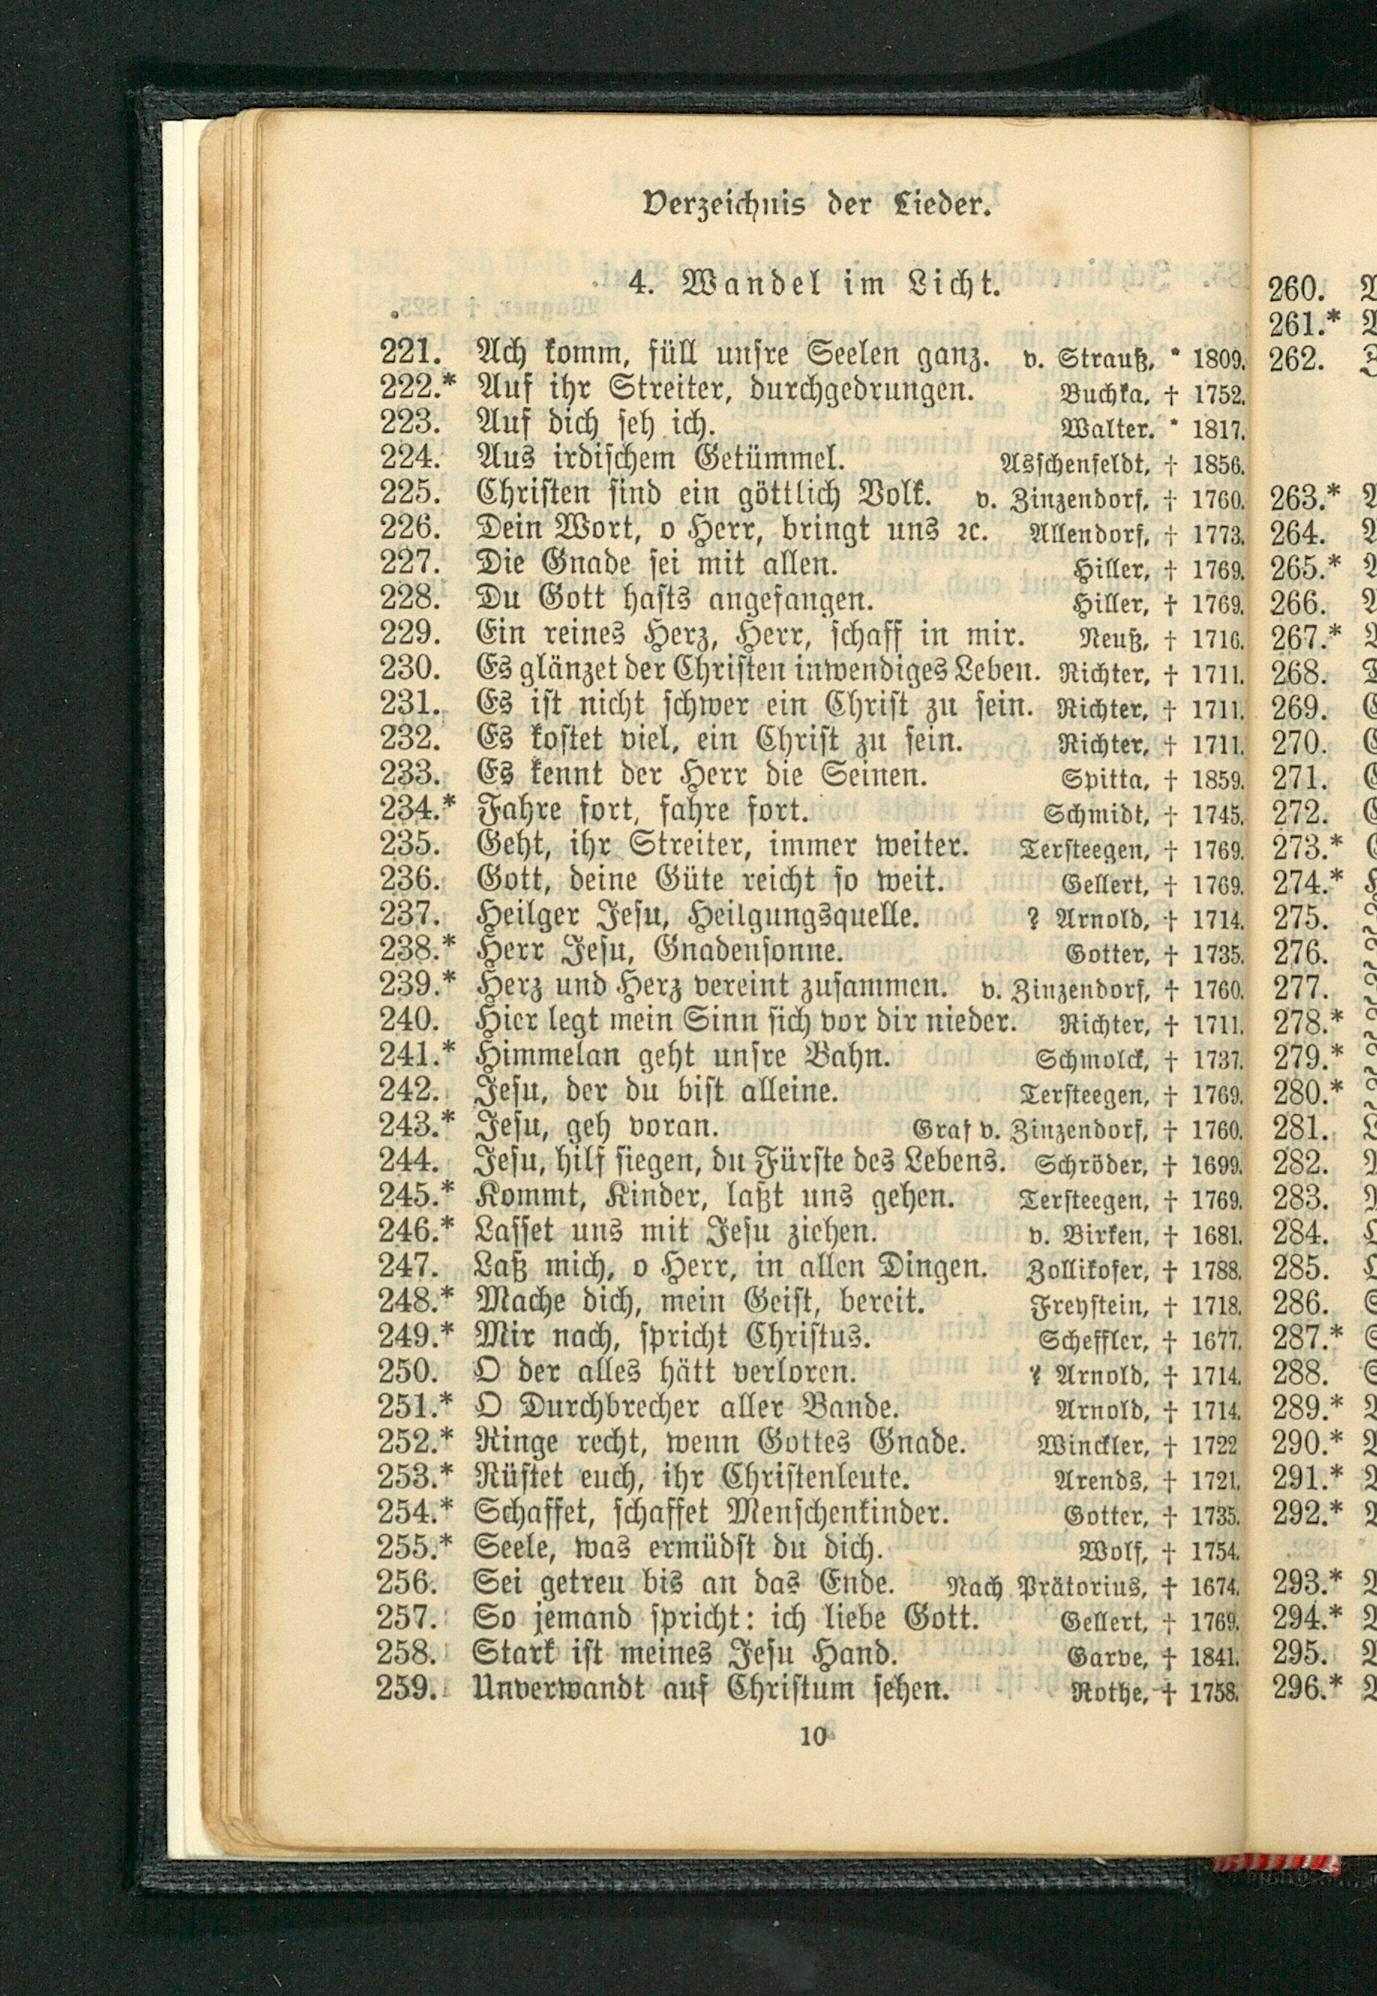 Verzeichnis der Lieder.
4. Wandel im Licht.
221. Ach komm, füll unsre Seelen ganz. v. Strauß, * 1809.
222.* Auf ihr Streiter, durchgedrungen. Buchka, † 1752.
223. Auf dich seh ich. Walter. * 1817.
224. Aus irdischem Getümmel. Asschenfeldt, † 1856.
225. Christen sind ein göttlich Volk. v. Zinzendorf, † 1760.
226. Dein Wort, o Herr, bringt uns ꝛc. Allendorf, † 1773.
227. Die Gnade sei mit allen. Hiller, † 1769.
228. Du Gott hasts angefangen. Hiller, † 1769.
229. Ein reines Herz, Herr, schaff in mir. Neuß, † 1716.
230. Es glänzet der Christen inwendiges Leben. Richter, † 1711.
231. Es ist nicht schwer ein Christ zu sein. Richter, † 1711.
232. Es kostet viel, ein Christ zu sein. Richter, † 1711.
233. Es kennt der Herr die Seinen. Spitta, † 1859.
234.* Fahre fort, fahre fort. Schmidt, † 1745.
235. Geht, ihr Streiter, immer weiter. Tersteegen, † 1769.
236. Gott, deine Güte reicht so weit. Gellert, † 1769.
237. Heilger Jesu, Heilgungsquelle. ? Arnold, † 1714.
238.* Herr Jesu, Gnadensonne. Gotter, † 1735.
239.* Herz und Herz vereint zusammen. v. Zinzendorf, † 1760.
240. Hier legt mein Sinn sich vor dir nieder. Richter, † 1711.
241.* Himmelan geht unsre Bahn. Schmolck, † 1737.
242. Jesu, der du bist alleine. Tersteegen, † 1769.
243.* Jesu, geh voran. Graf v. Zinzendorf, † 1760.
244. Jesu, hilf siegen, du Fürste des Lebens. Schröder, † 1699.
245.* Kommt, Kinder, laßt uns gehen. Tersteegen, † 1769.
246.* Lasset uns mit Jesu ziehen. v. Birken, † 1681.
247. Laß mich, o Herr, in allen Dingen. Zollikofer, † 1788.
248.* Mache dich, mein Geist, bereit. Freystein, † 1718.
249.* Mir nach, spricht Christus. Scheffler, † 1677.
250. O der alles hätt verloren. ? Arnold, † 1714.
251.* O Durchbrecher aller Bande. Arnold, † 1714.
252.* Ringe recht, wenn Gottes Gnade. Winckler, † 1722
253.* Rüstet euch, ihr Christenleute. Arends, † 1721.
254.* Schaffet, schaffet Menschenkinder. Gotter, † 1735.
255.* Seele, was ermüdst du dich. Wolf, † 1754.
256. Sei getreu bis an das Ende. Nach Prätorius, † 1674.
257. So jemand spricht: ich liebe Gott. Gellert, † 1769.
258. Stark ist meines Jesu Hand. Garve, † 1841.
259. Unverwandt auf Christum sehen. Rothe, † 1758.
10
260.
261.*
262.
263.*
264.
265.*
266.
267.*
268.
269.
270.
271.
272.
273.*
274.*
275.
276.
277.
278.*
279.*
280.*
281.
282.
283.
284.
285.
286.
287.*
288.
289.*
290.*
291.*
292.*
293.*
294.*
295.
296.*